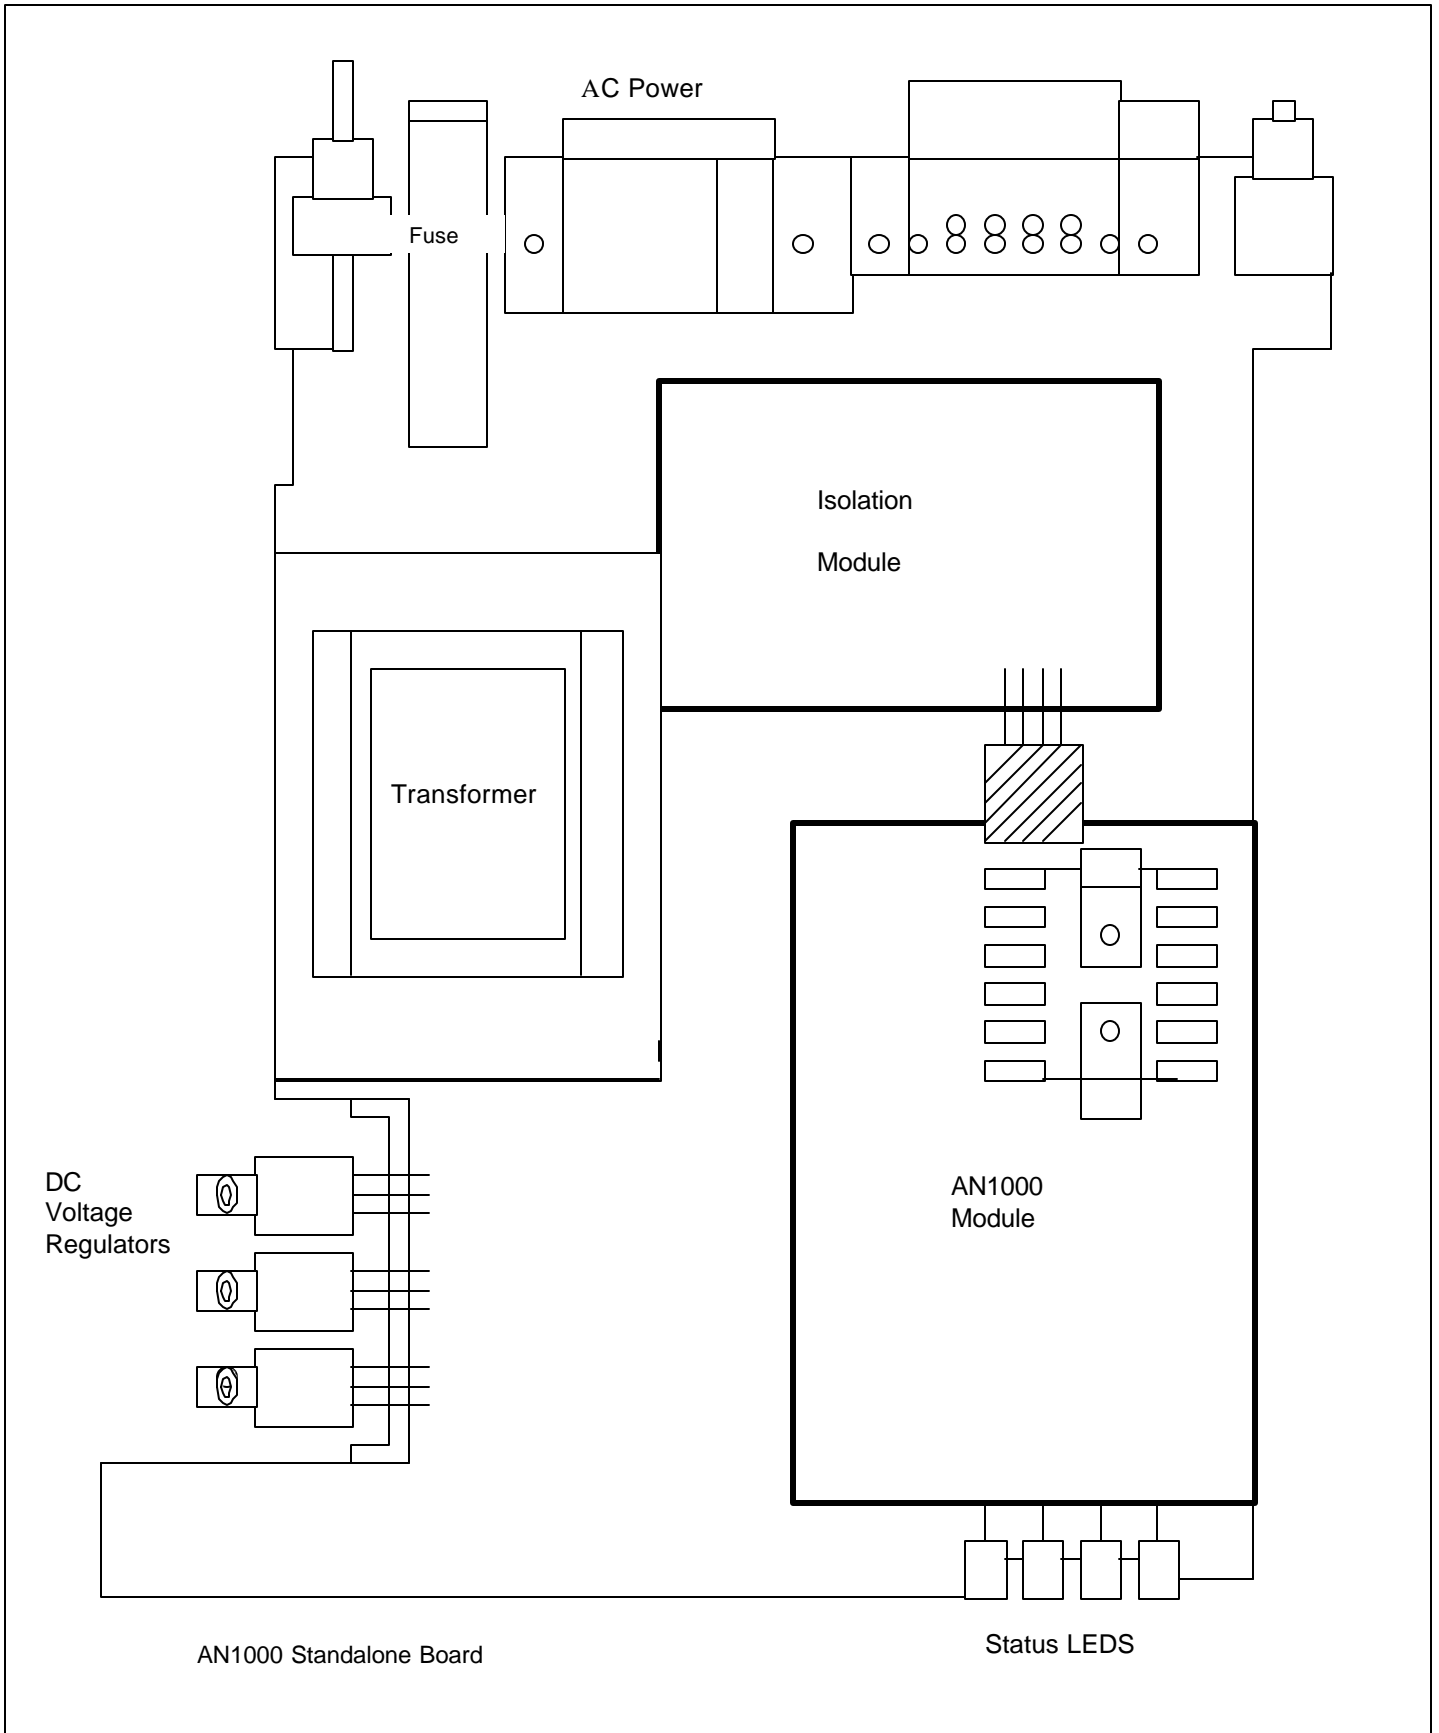 AC Power
Fuse
Isolation
Module
Transformer
DC
Voltage
Regulators
AN1000
Module
Status LEDS
AN1000 Standalone Board